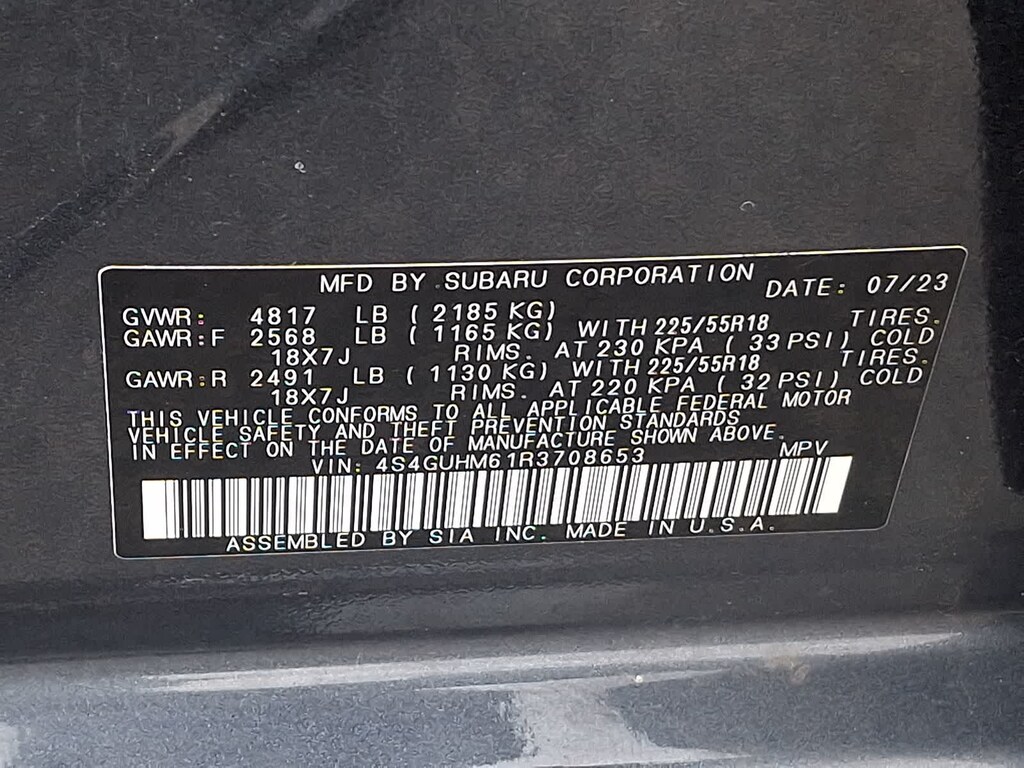 MFD BY SUBARU CORPORATION DATE: 07/23
GVWR: 4817 LB ( 2185 KG)
GAWR:F 2568 LB ( 1165 KG) WITH 225/55R18 TIRES.
18X7J RIMS. AT 230 KPA ( 33 PSI) COLD
GAWR:R 2491 LB ( 1130 KG) WITH 225/55R18 TIRES.
18X7J RIMS. AT 220 KPA ( 32 PSI) COLD
THIS VEHICLE CONFORMS TO ALL APPLICABLE FEDERAL MOTOR
VEHICLE SAFETY AND THEFT PREVENTION STANDARDS
IN EFFECT ON THE DATE OF MANUFACTURE SHOWN ABOVE.
VIN: 4S4GUHM61R3708653 MPV
ASSEMBLED BY SIA INC. MADE IN U.S.A.